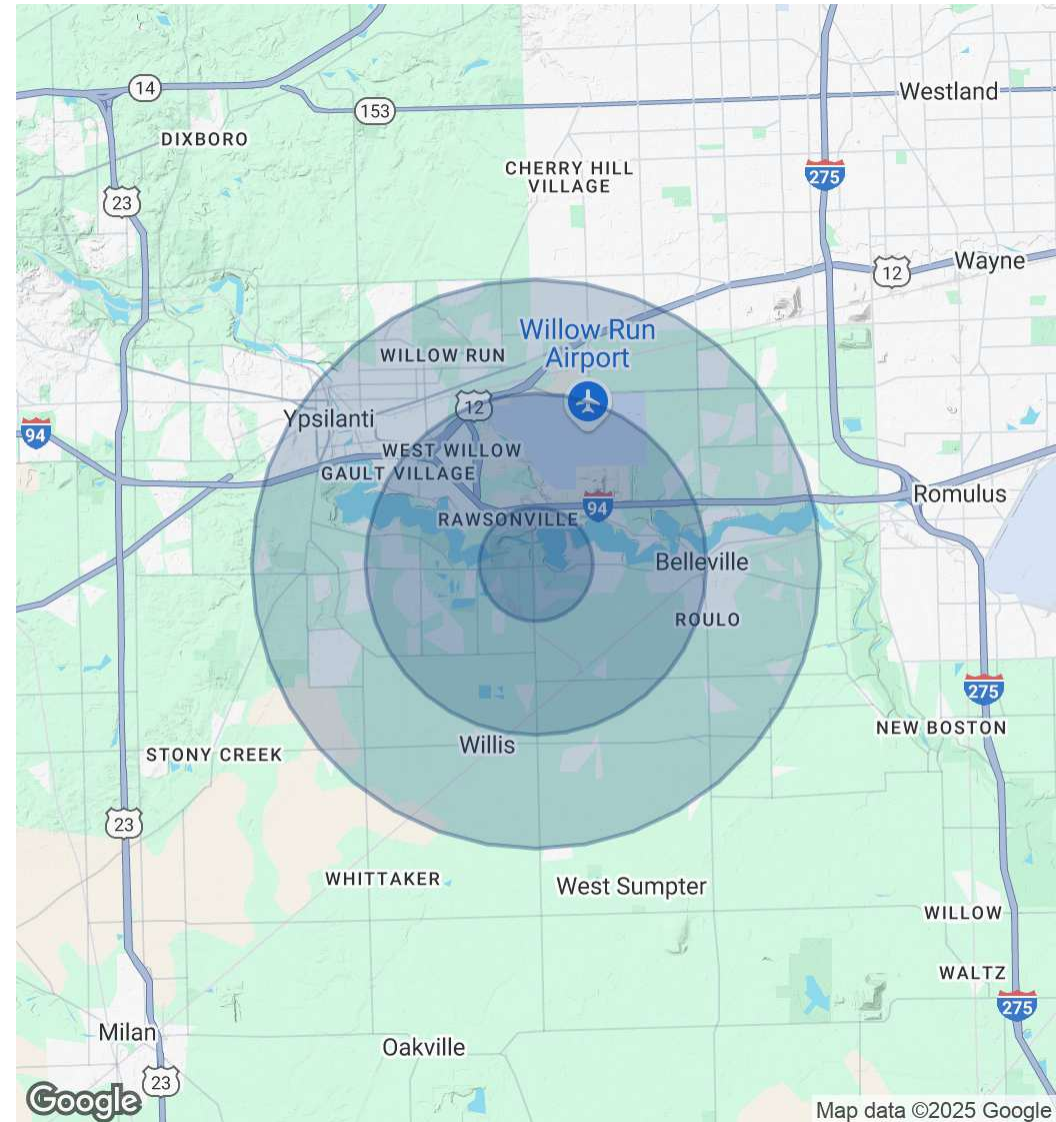 14
153
Westland
DIXBORO
CHERRY HILL
VILLAGE
275
23
12
Wayne
Willow Run
Airport
WILLOW RUN
12
Ypsilanti
94
WEST WILLOW
GAULT VILLAGE
94
Romulus
RAWSONVILLE
Belleville
ROULO
275
NEW BOSTON
Willis
STONY CREEK
23
WHITTAKER
West Sumpter
WILLOW
WALTZ
275
Milan
Oakville
23
Google
Map data ©2025 Google